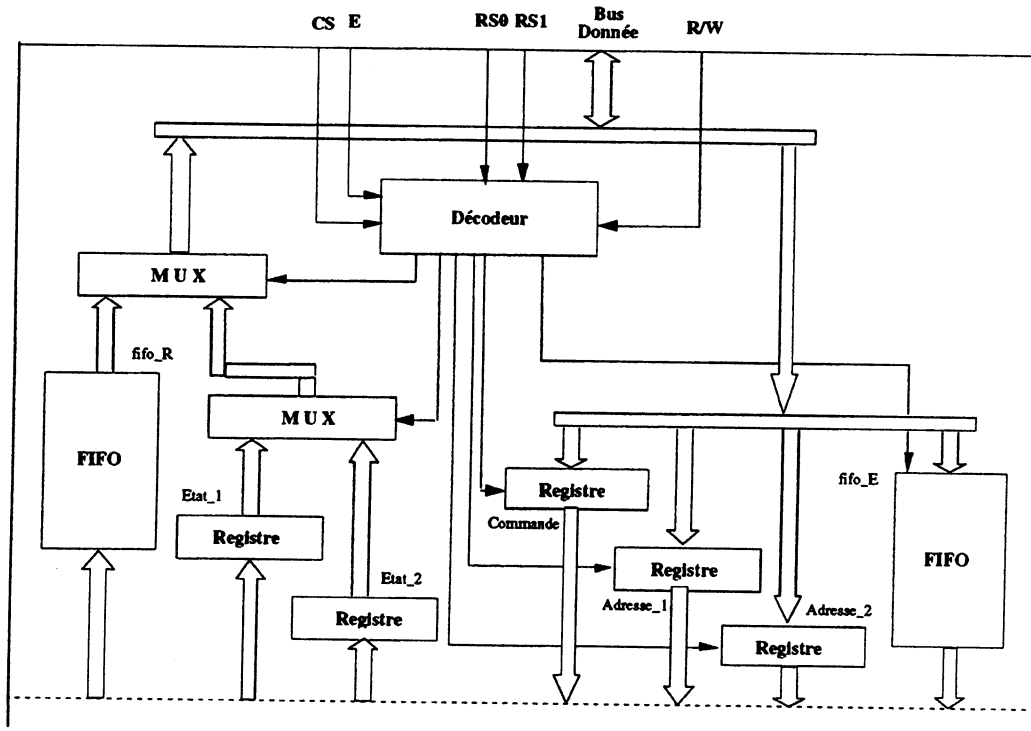 CS E RS0 RS1 Bus R/W
Donnée
Décodeur
M U X
fifo_R
M U X
FIFO
fifo_E
Registre
Etat_1
Commande
Registre
Registre
FIFO
Etat_2
Adresse_1
Adresse_2
Registre
Registre